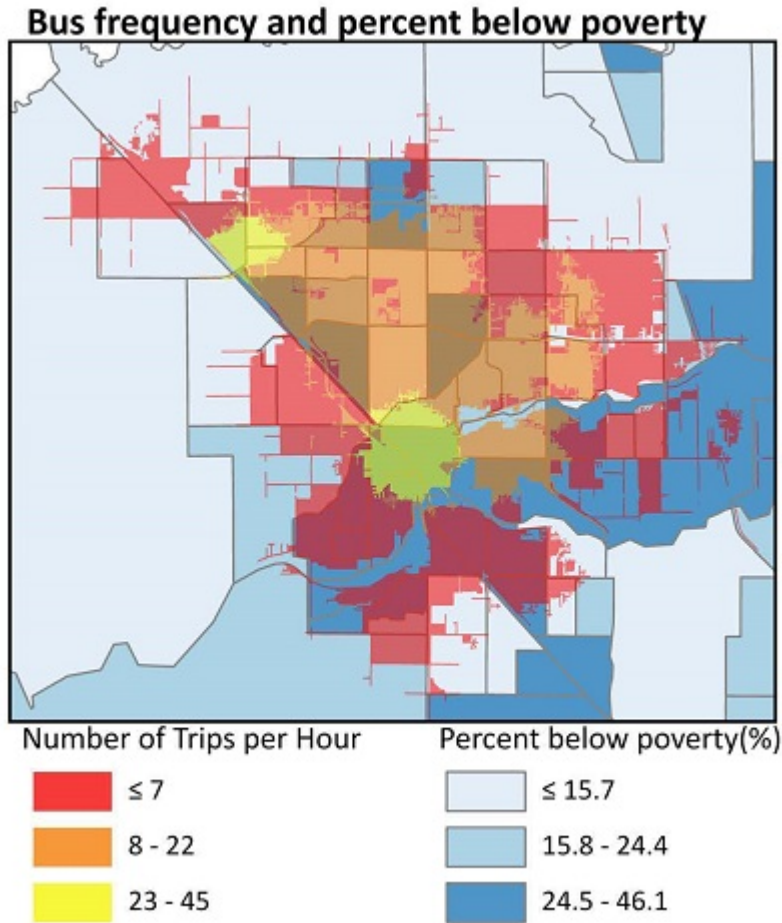 Bus frequency and percent below poverty
Number of Trips per Hour
≤ 7
8 - 22
23 - 45
Percent below poverty(%)
≤ 15.7
15.8 - 24.4
24.5 - 46.1